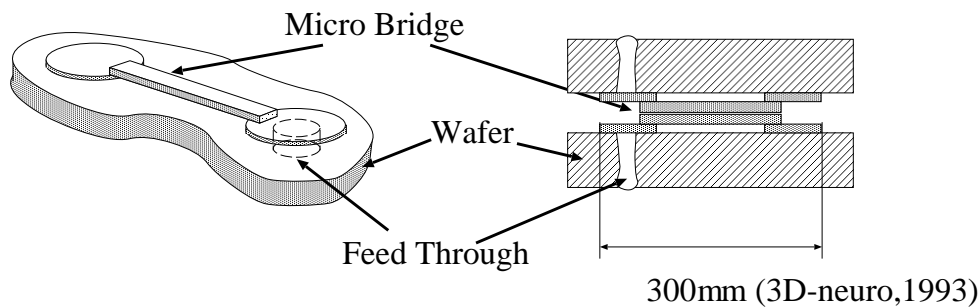 Micro Bridge
Wafer
Feed Through
300mm (3D-neuro,1993)